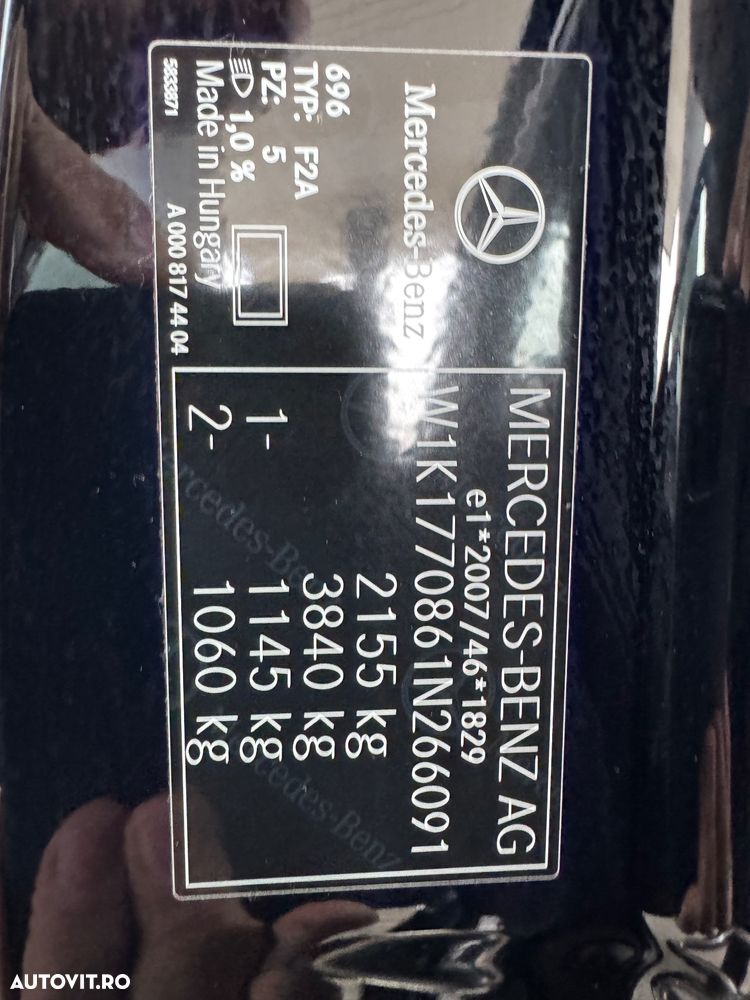 MERCEDES-BENZ AG
e1*2007/46*1829
W1K1770861N266091
2155 kg
3840 kg
1- 1145 kg
2- 1060 kg
Mercedes-Benz
696
TYP: F2A
PZ: 5
1,0 %
Made in Hungary
5833871
A 000 817 44 04
AUTOVIT.RO